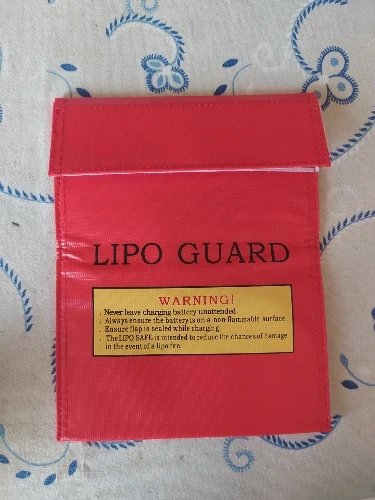 LIPO GUARD
WARNING!
. Never leave charging battery unattended
. Always ensure the battery is on a non flammable surface.
. Ensure flap is sealed while charging
. The LIPO SAFE is intended to reduce the chances of damage
in the event of a lipo fire.